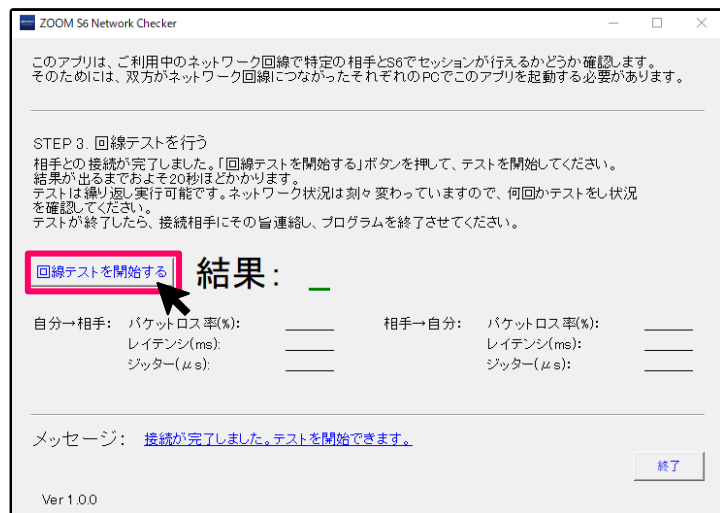 ZOOM S6 Network Checker
このアプリは、ご利用中のネットワーク回線で特定の相手とS6でセッションが行えるかどうか確認します。
そのためには、双方がネットワーク回線につながったそれぞれのPCでこのアプリを起動する必要があります。
STEP 3. 回線テストを行う
相手との接続が完了しました。「回線テストを開始する」ボタンを押して、テストを開始してください。
結果が出るまでおよそ20秒ほどかかります。
テストは繰り返し実行可能です。ネットワーク状況は刻々変わっていますので、何回かテストをし状況
を確認してください。
テストが終了したら、接続相手にその旨連絡し、プログラムを終了させてください。
回線テストを開始する 結果: _
自分→相手: パケットロス率(%): 相手→自分: パケットロス率(%):
レイテンシ(ms): レイテンシ(ms):
ジッター(μs): ジッター(μs):
メッセージ: 接続が完了しました。テストを開始できます。
終了
Ver 1.0.0